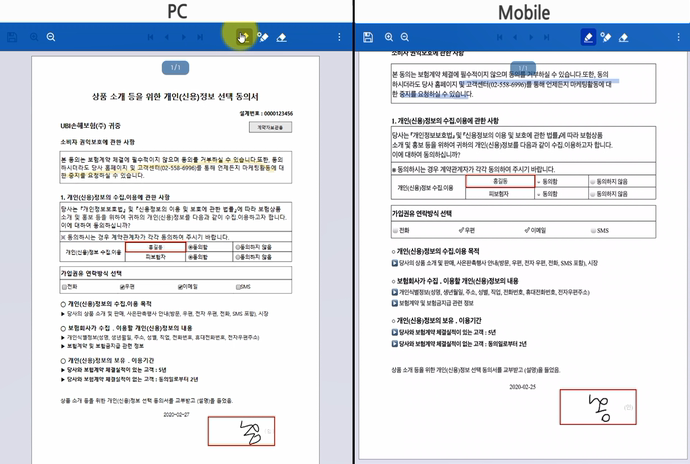 PC
1/1
상품 소개 등을 위한 개인(신용)정보 선택 동의서
설계번호 : 0000123456
UBI손해보험(주) 귀중
계약자보관용
소비자 권익보호에 관한 사항
본 동의는 보험계약 체결에 필수적이지 않으며 동의를 거부하실 수 있습니다.또한, 동의
하시더라도 당사 홈페이지 및 고객센터(02-558-6996)를 통해 언제든지 마케팅활동에 대
한 중지를 요청하실 수 있습니다.
1. 개인(신용)정보의 수집,이용에 관한 사항
당사는 『개인정보보호법』 및 『신용정보의 이용 및 보호에 관한 법률』에 따라 보험상품
소개 및 홍보 등을 위하여 귀하의 개인(신용)정보를 다음과 같이 수집,이용하고자 합니다.
이에 대하여 동의하십니까?
※ 동의하시는 경우 계약관계자가 각각 동의하여 주시기 바랍니다.
개인(신용)정보 수집,이용
홍길동 동의함 동의하지 않음
피보험자 동의함 동의하지 않음
가입권유 연락방식 선택
전화 우편 이메일 SMS
○ 개인(신용)정보의 수집,이용 목적
▶ 당사의 상품 소개 및 판매, 사은판촉행사 안내(방문, 우편, 전자 우편, 전화, SMS 포함), 시장
○ 보험회사가 수집 . 이용할 개인(신용)정보의 내용
▶ 개인식별정보(성명, 생년월일, 주소, 성별, 직업, 전화번호, 휴대전화번호, 전자우편주소)
▶ 보험계약 및 보험금지급 관련 정보
○ 개인(신용)정보의 보유 . 이용기간
▶ 당사와 보험계약 체결실적이 있는 고객 : 5년
▶ 당사와 보험계약 체결실적이 없는 고객 : 동의일로부터 2년
상품 소개 등을 위한 개인(신용)정보 선택 동의서를 교부받고 (설명)을 들었음.
2020-02-27
Mobile
1/1
소비자 권익보호에 관한 사항
본 동의는 보험계약 체결에 필수적이지 않으며 동의를 거부하실 수 있습니다.또한, 동의
하시더라도 당사 홈페이지 및 고객센터(02-558-6996)를 통해 언제든지 마케팅활동에 대
한 중지를 요청하실 수 있습니다.
1. 개인(신용)정보의 수집,이용에 관한 사항
당사는『개인정보보호법』및『신용정보의 이용 및 보호에 관한 법률』에 따라 보험상품
소개 및 홍보 등을 위하여 귀하의 개인(신용)정보를 다음과 같이 수집,이용하고자 합니다.
이에 대하여 동의하십니까?
※ 동의하시는 경우 계약관계자가 각각 동의하여 주시기 바랍니다.
개인(신용)정보 수집,이용
홍길동 동의함 동의하지 않음
피보험자 동의함 동의하지 않음
가입권유 연락방식 선택
전화 우편 이메일 SMS
○ 개인(신용)정보의 수집,이용 목적
▶ 당사의 상품 소개 및 판매, 사은판촉행사 안내(방문, 우편, 전자 우편, 전화, SMS 포함), 시장
○ 보험회사가 수집 . 이용할 개인(신용)정보의 내용
▶ 개인식별정보(성명, 생년월일, 주소, 성별, 직업, 전화번호, 휴대전화번호, 전자우편주소)
▶ 보험계약 및 보험금지급 관련 정보
○ 개인(신용)정보의 보유 . 이용기간
▶ 당사와 보험계약 체결실적이 있는 고객 : 5년
▶ 당사와 보험계약 체결실적이 없는 고객 : 동의일로부터 2년
상품 소개 등을 위한 개인(신용)정보 선택 동의서를 교부받고 (설명)을 들었음.
2020-02-25